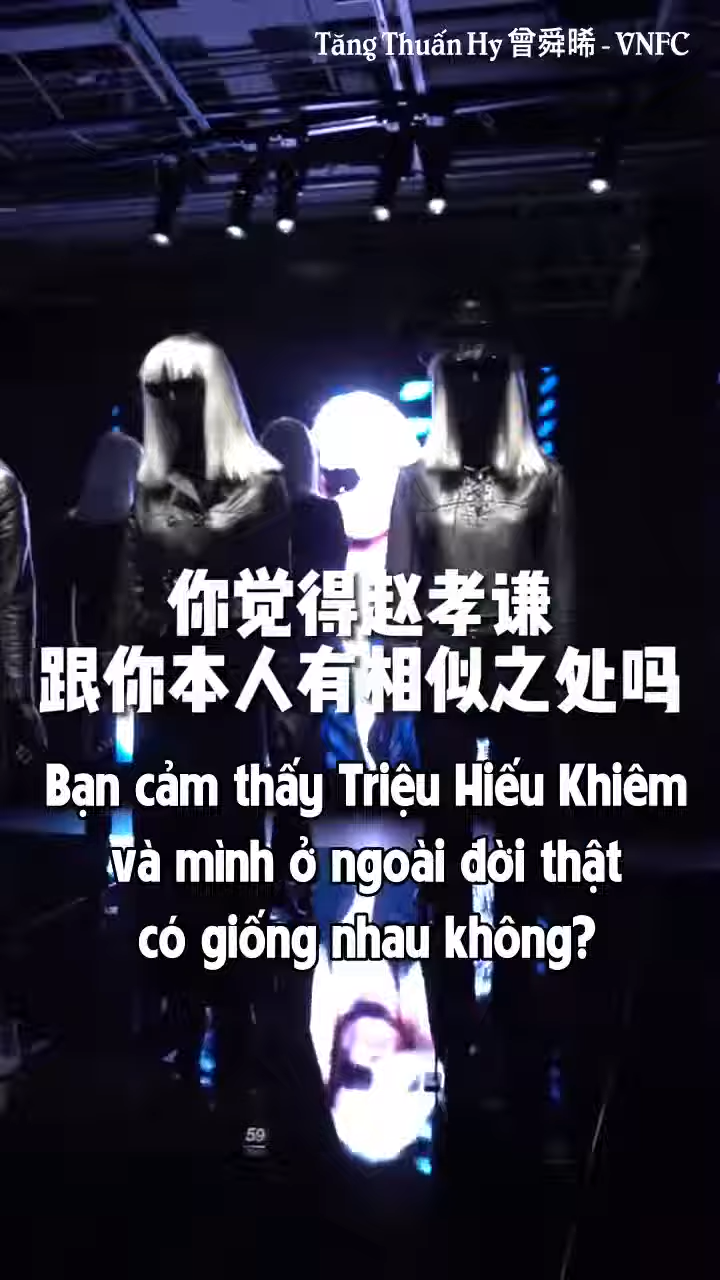 Tăng Thuấn Hy 曾舜晞 - VNFC
你觉得赵孝谦
跟你本人有相似之处吗
Bạn cảm thấy Triệu Hiếu Khiêm
và mình ở ngoài đời thật
có giống nhau không?
59